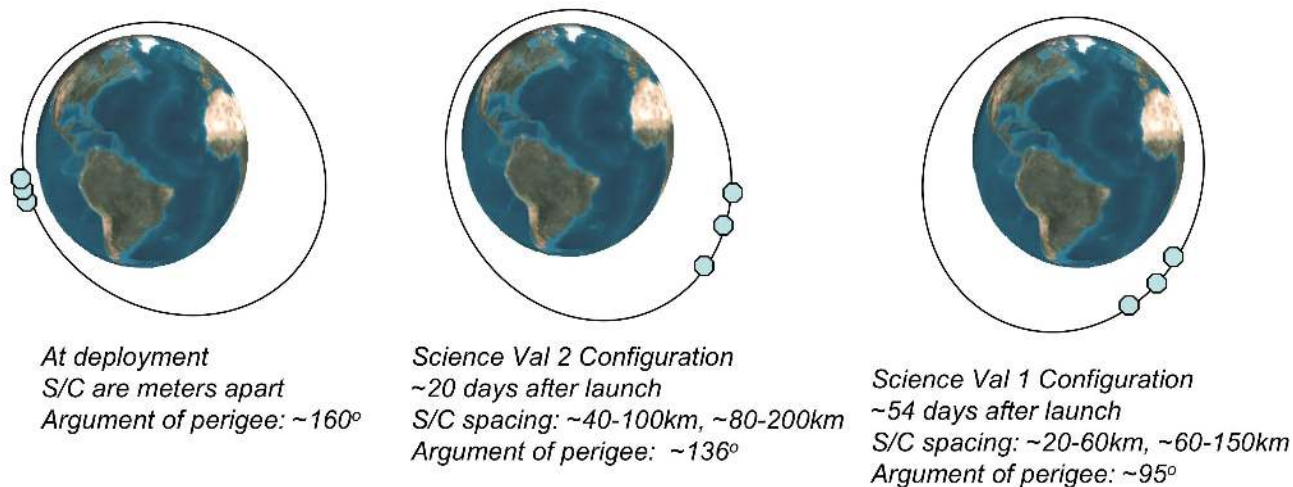 At deployment
S/C are meters apart
Argument of perigee: ~160°
Science Val 2 Configuration
~20 days after launch
S/C spacing: ~40-100km, ~80-200km
Argument of perigee: ~136°
Science Val 1 Configuration
~54 days after launch
S/C spacing: ~20-60km, ~60-150km
Argument of perigee: ~95°